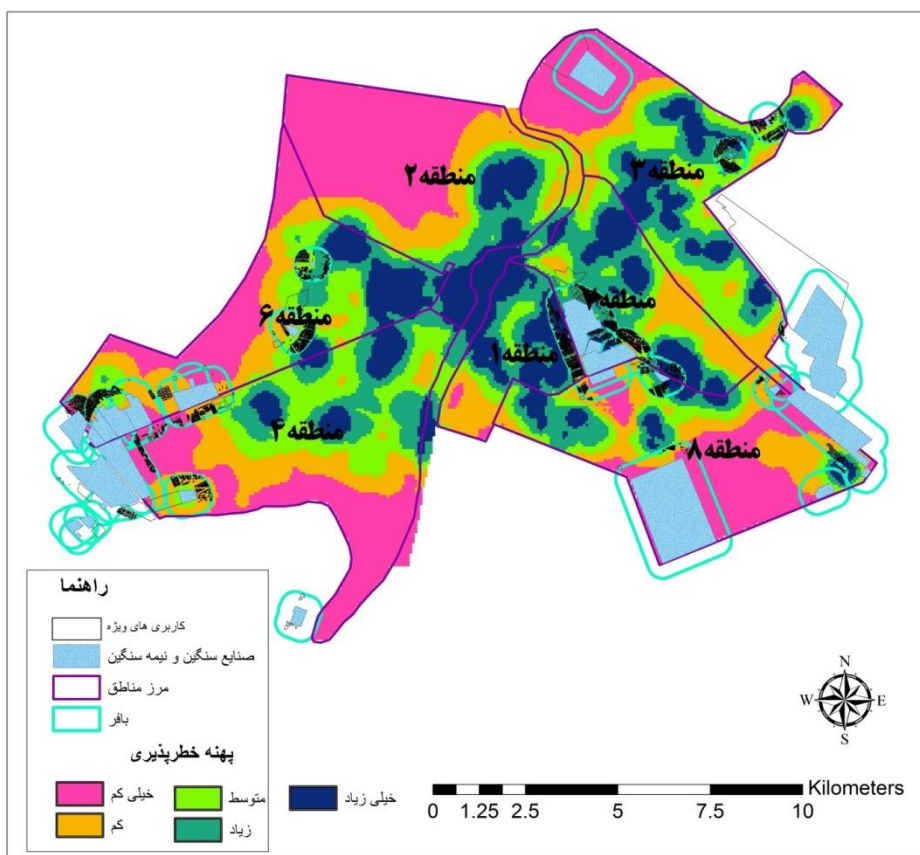 منطقه ۲
منطقه ۳
منطقه ۶
منطقه ۱
منطقه
منطقه ۴
منطقه ۸
راهنما
کاربری های ویژه
صنایع سنگین و نیمه سنگین
مرز مناطق
بافر
پهنه خطرپذیری
خیلی کم
متوسط
خیلی زیاد
کم
زیاد
N
W
E
S
Kilometers
0 1.25 2.5 5 7.5 10